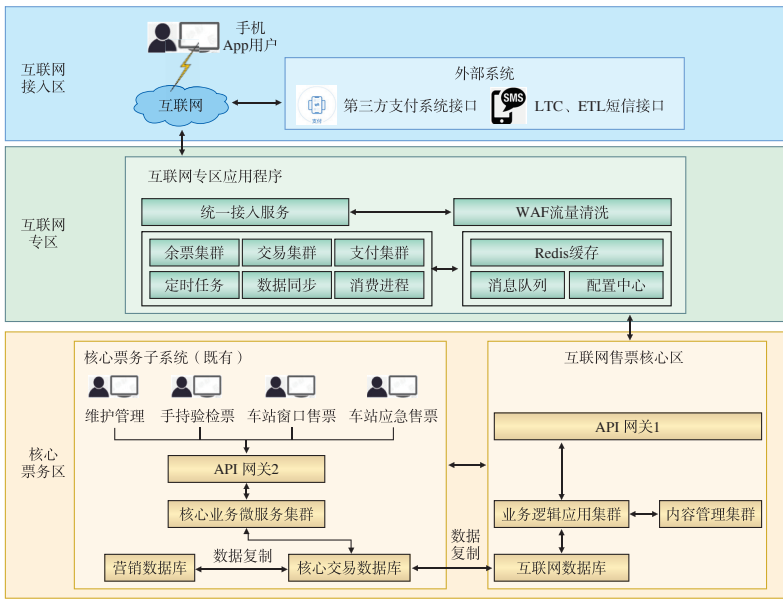 互联网
接入区
手机
App用户
互联网
外部系统
支付
第三方支付系统接口
SMS
LTC、ETL短信接口
互联网
专区
互联网专区应用程序
统一接入服务
WAF流量清洗
余票集群
交易集群
支付集群
定时任务
数据同步
消费进程
Redis缓存
消息队列
配置中心
核心
票务区
核心票务子系统（既有）
维护管理
手持验检票
车站窗口售票
车站应急售票
API 网关2
核心业务微服务集群
营销数据库
数据复制
核心交易数据库
数据
复制
互联网售票核心区
API 网关1
业务逻辑应用集群
内容管理集群
互联网数据库